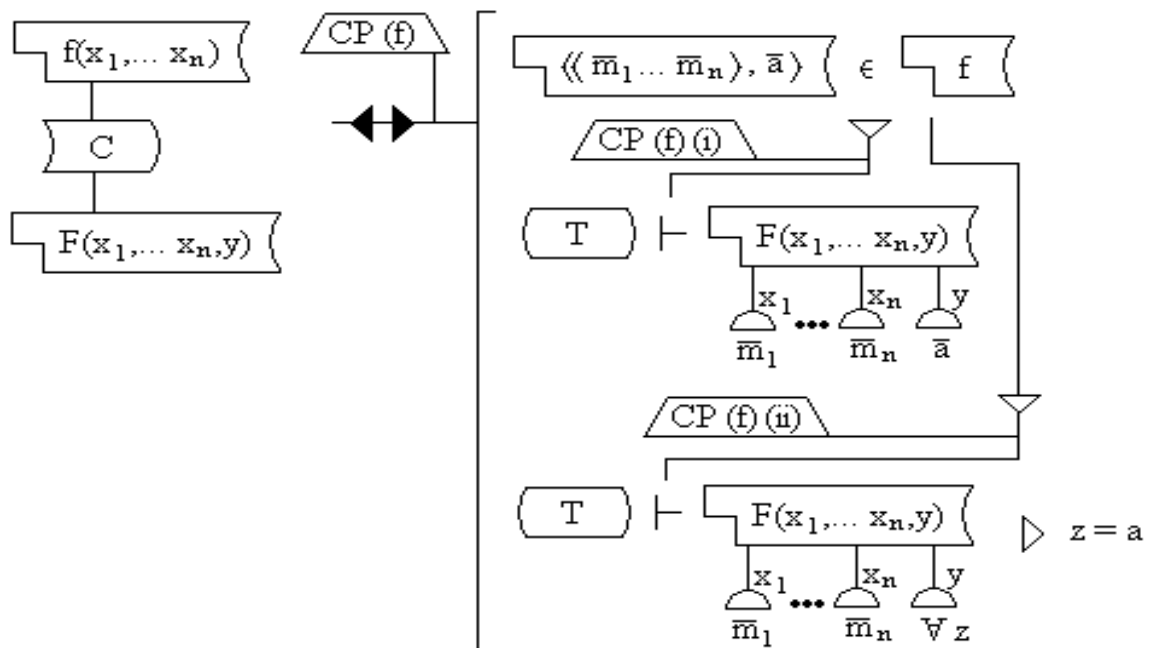 f(x₁,... xₙ)
C
F(x₁,... xₙ,y)
CP (f)
⟨⟨m̅₁... m̅ₙ⟩, a̅⟩ ϵ f
CP (f) (i)
T ⊢ F(x₁,... xₙ,y)
x₁ xₙ y
m̅₁ ••• m̅ₙ a̅
CP (f) (ii)
T ⊢ F(x₁,... xₙ,y) ▷ z = a
x₁ xₙ y
m̅₁ ••• m̅ₙ ∀ z